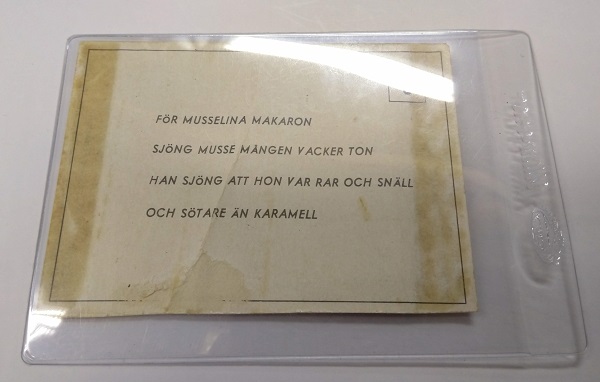 FÖR MUSSELINA MAKARON
SJÖNG MUSSE MÅNGEN VACKER TON
HAN SJÖNG ATT HON VAR RAR OCH SNÄLL
OCH SÖTARE ÄN KARAMELL